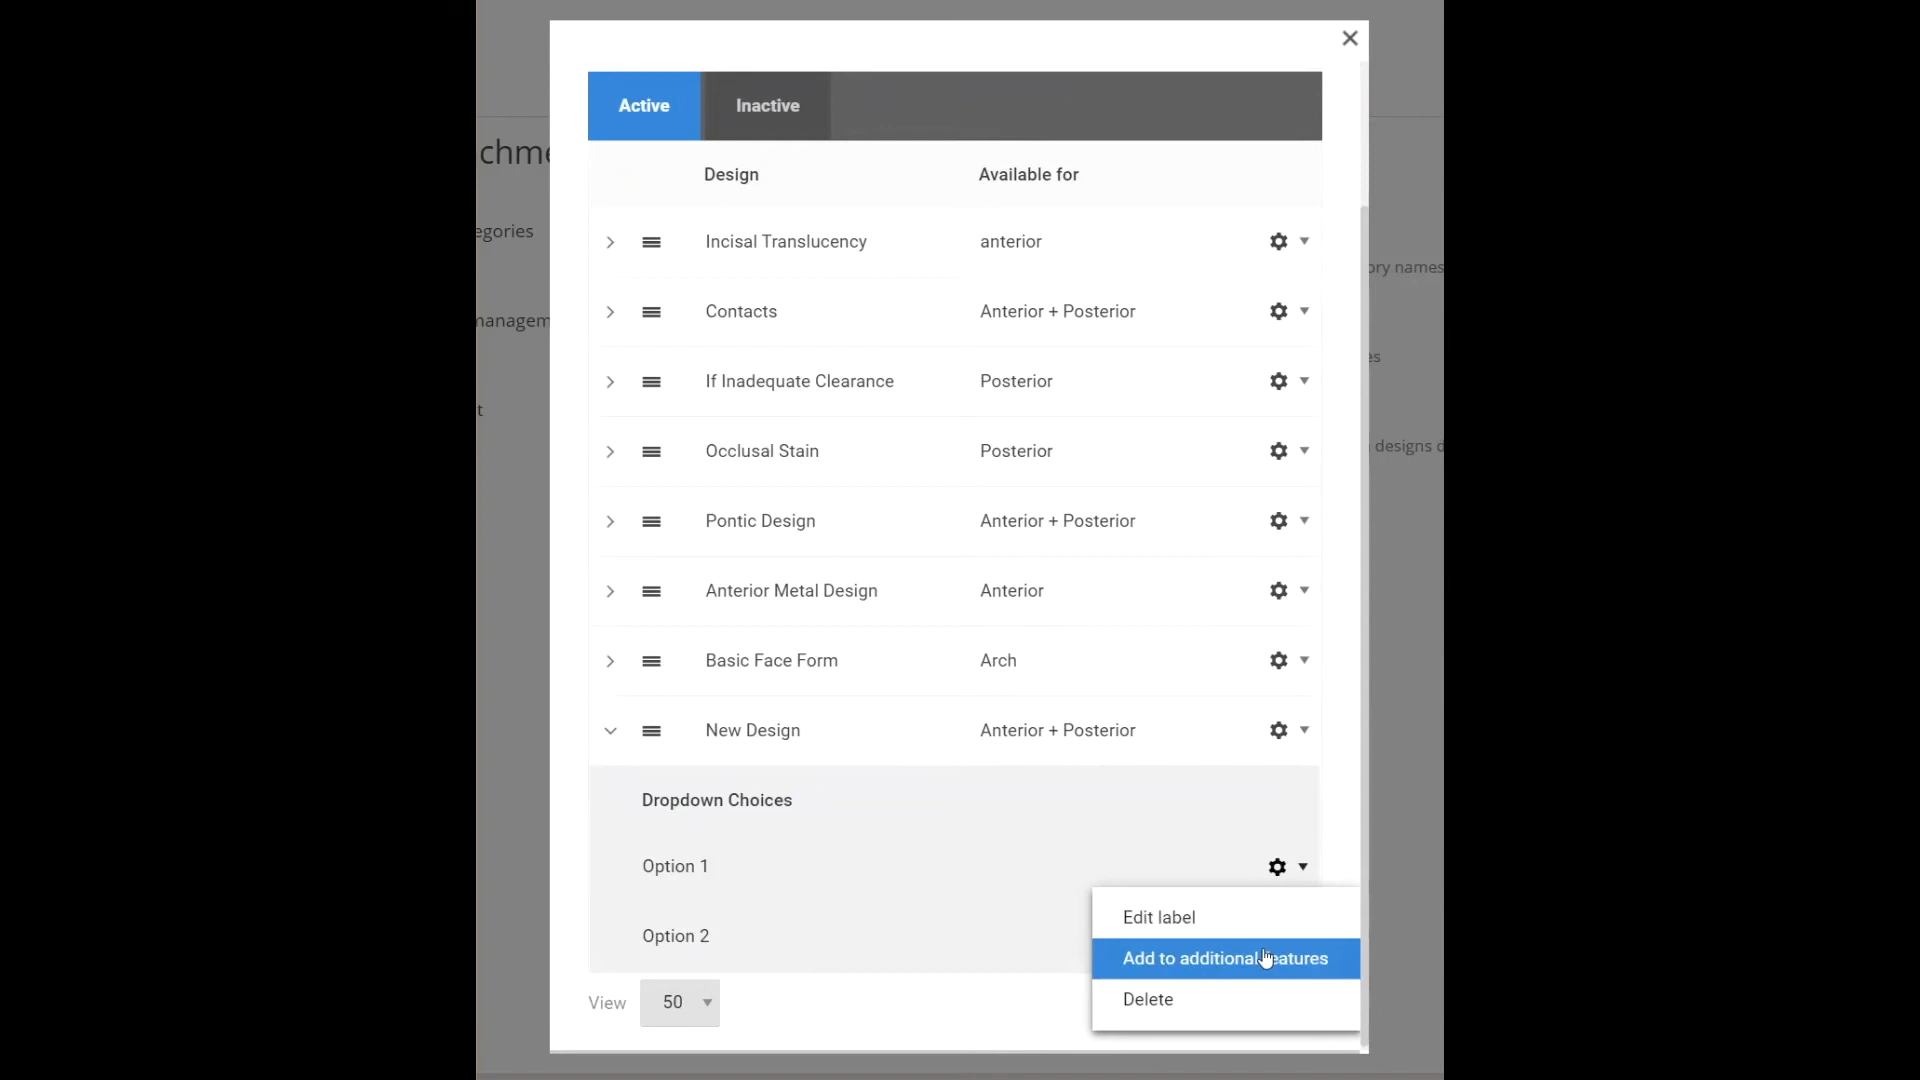 Active Inactive
chme
Design Available for
egories
Incisal Translucency anterior
ory names
Contacts Anterior + Posterior
managem
es
If Inadequate Clearance Posterior
t
designs d
Occlusal Stain Posterior
Pontic Design Anterior + Posterior
Anterior Metal Design Anterior
Basic Face Form Arch
New Design Anterior + Posterior
Dropdown Choices
Option 1
Edit label
Option 2
Add to additional features
View 50
Delete